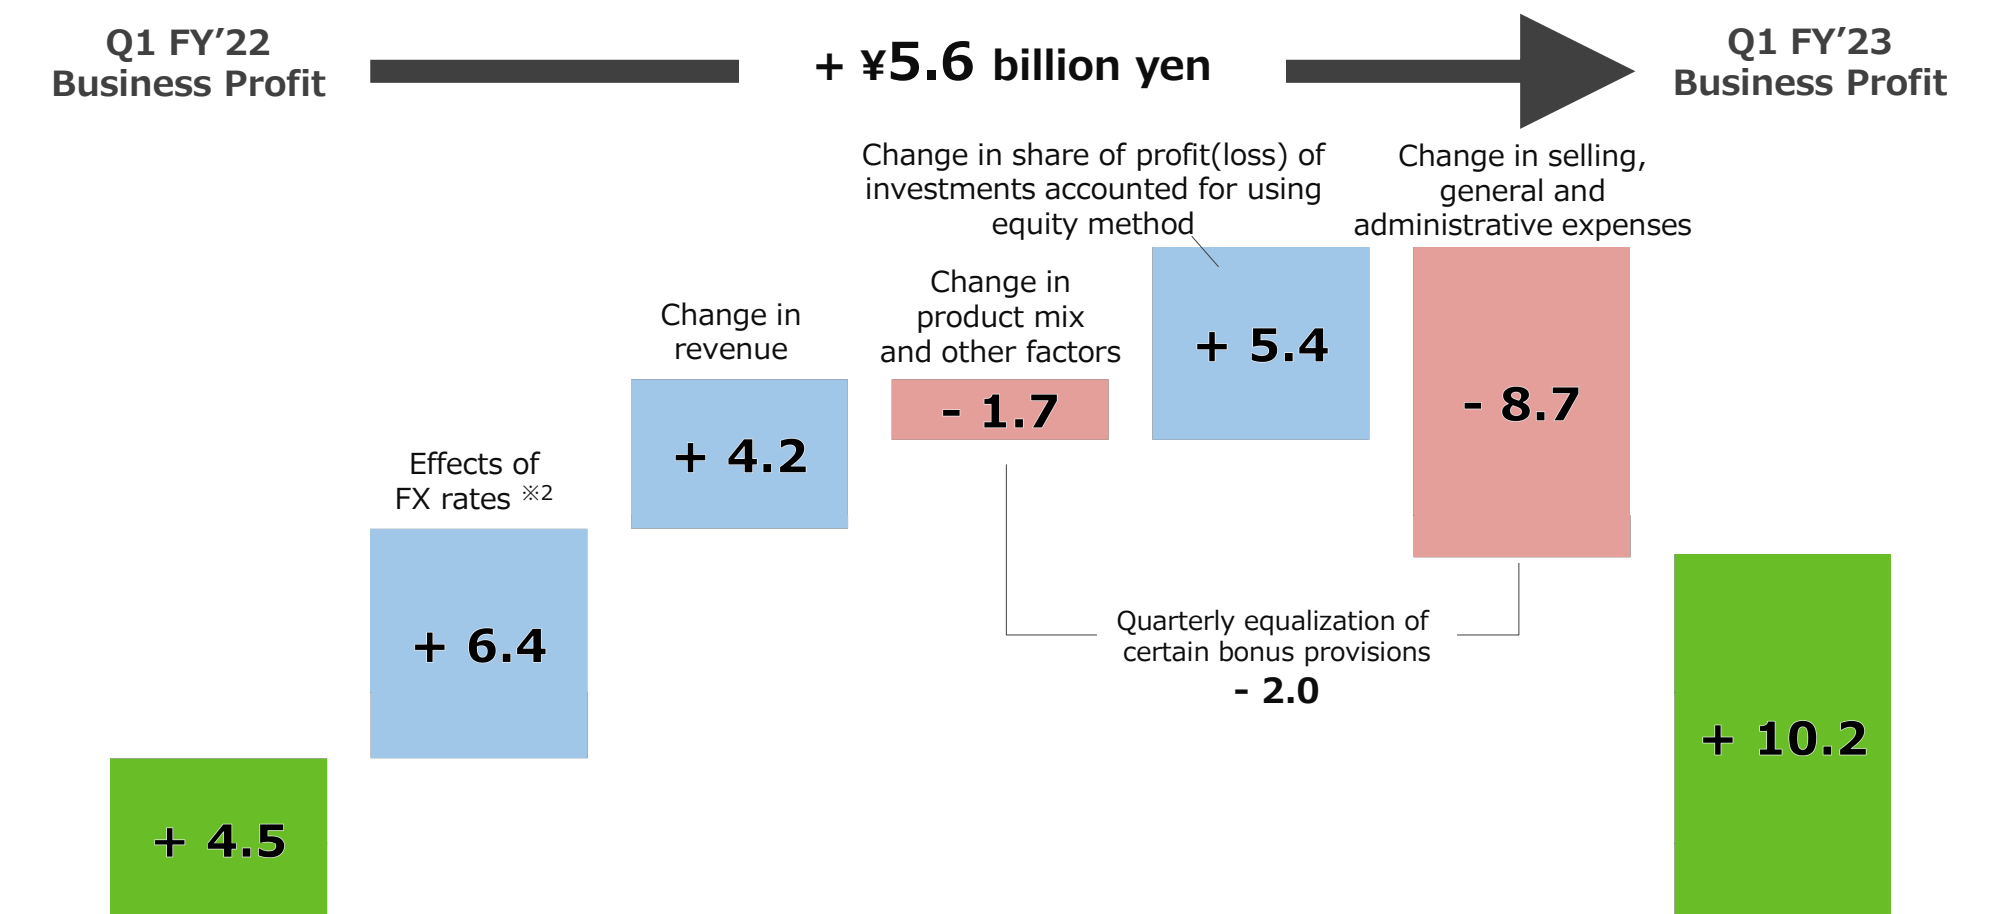 Q1 FY’22
Business Profit
+ ¥5.6 billion yen
Q1 FY’23
Business Profit
Change in share of profit(loss) of
investments accounted for using
equity method
Change in selling,
general and
administrative expenses
Change in
product mix
and other factors
Change in
revenue
Effects of
FX rates ※2
+ 5.4
- 8.7
- 1.7
+ 4.2
+ 6.4
Quarterly equalization of
certain bonus provisions
- 2.0
+ 10.2
+ 4.5